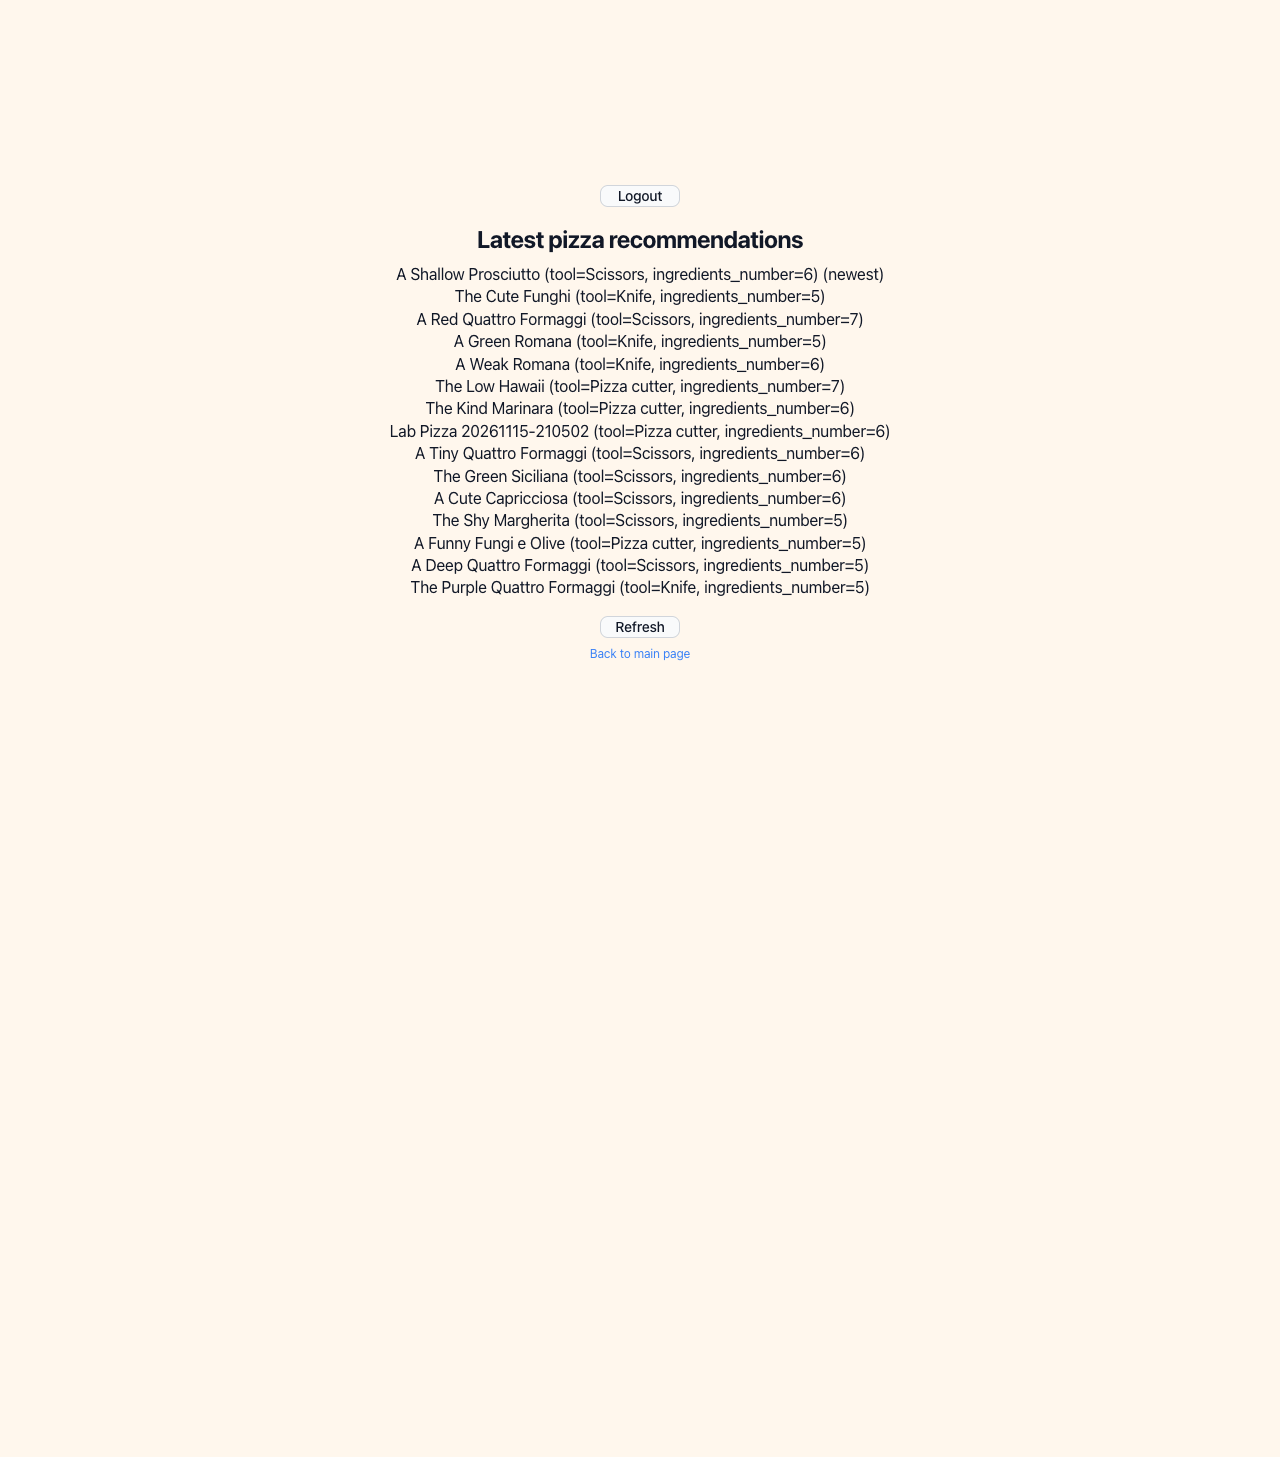 Logout
Latest pizza recommendations
A Shallow Prosciutto (tool=Scissors, ingredients_number=6) (newest)
The Cute Funghi (tool=Knife, ingredients_number=5)
A Red Quattro Formaggi (tool=Scissors, ingredients_number=7)
A Green Romana (tool=Knife, ingredients_number=5)
A Weak Romana (tool=Knife, ingredients_number=6)
The Low Hawaii (tool=Pizza cutter, ingredients_number=7)
The Kind Marinara (tool=Pizza cutter, ingredients_number=6)
Lab Pizza 20261115-210502 (tool=Pizza cutter, ingredients_number=6)
A Tiny Quattro Formaggi (tool=Scissors, ingredients_number=6)
The Green Siciliana (tool=Scissors, ingredients_number=6)
A Cute Capricciosa (tool=Scissors, ingredients_number=6)
The Shy Margherita (tool=Scissors, ingredients_number=5)
A Funny Fungi e Olive (tool=Pizza cutter, ingredients_number=5)
A Deep Quattro Formaggi (tool=Scissors, ingredients_number=5)
The Purple Quattro Formaggi (tool=Knife, ingredients_number=5)
Refresh
Back to main page